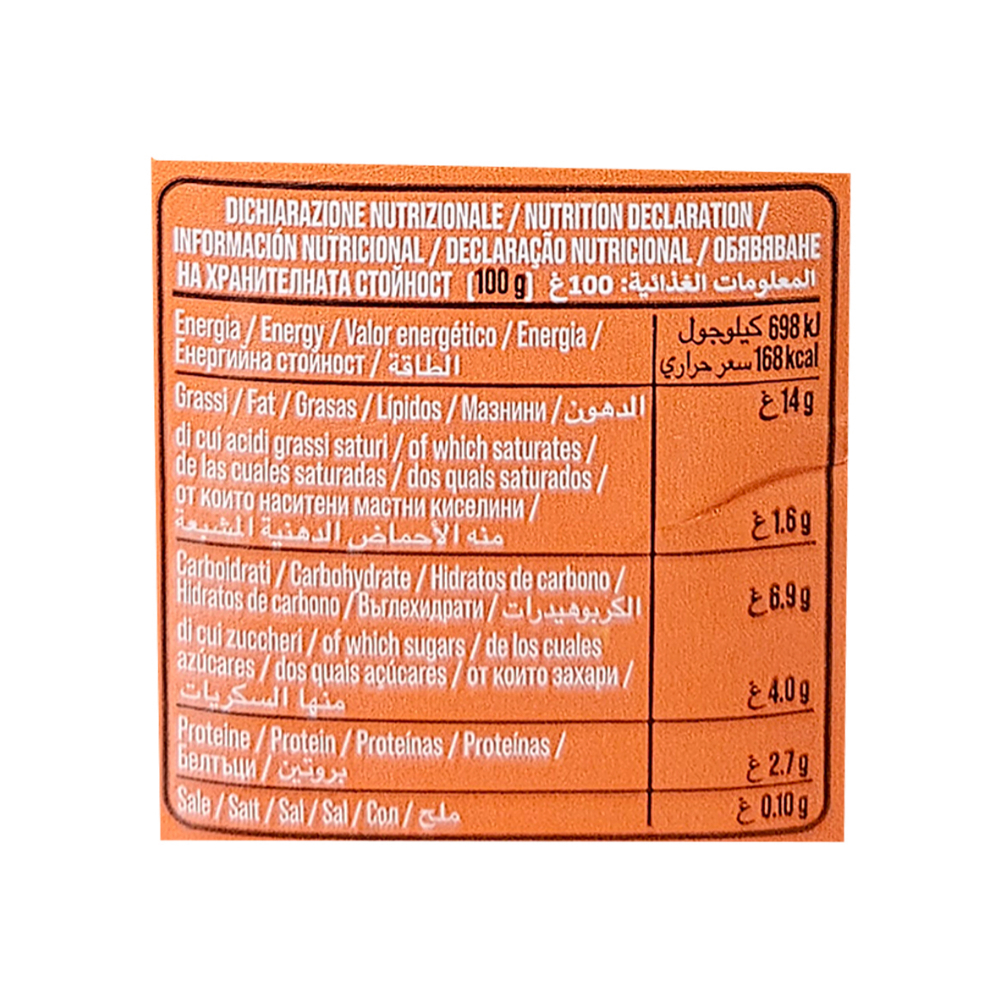 DICHIARAZIONE NUTRIZIONALE / NUTRITION DECLARATION /
INFORMACIÓN NUTRICIONAL / DECLARAÇÃO NUTRICIONAL / ОБЯВЯВАНЕ
НА ХРАНИТЕЛНАТА СТОЙНОСТ (100 g) المعلومات الغذائية: 100غ
Energia / Energy / Valor energético / Energia / كيلوجول 698 kJ
Енергийна стойност / الطاقة سعر حراري 168 kcal
Grassi / Fat / Grasas / Lípidos / Мазнини / الدهون غ 14 g
di cui acidi grassi saturi / of which saturates /
de las cuales saturadas / dos quais saturados /
от които наситени мастни киселини /
منه الأحماض الدهنية المشبعة غ 1.6 g
Carboidrati / Carbohydrate / Hidratos de carbono /
Hidratos de carbono / Въглехидрати / الكربوهيدرات غ 6.9 g
di cui zuccheri / of which sugars / de los cuales
azúcares / dos quais açúcares / от които захари /
منها السكريات غ 4.0 g
Proteine / Protein / Proteínas / Proteínas /
Белтъци / بروتين غ 2.7 g
Sale / Salt / Sal / Sal / Сол / ملح غ 0.10 g